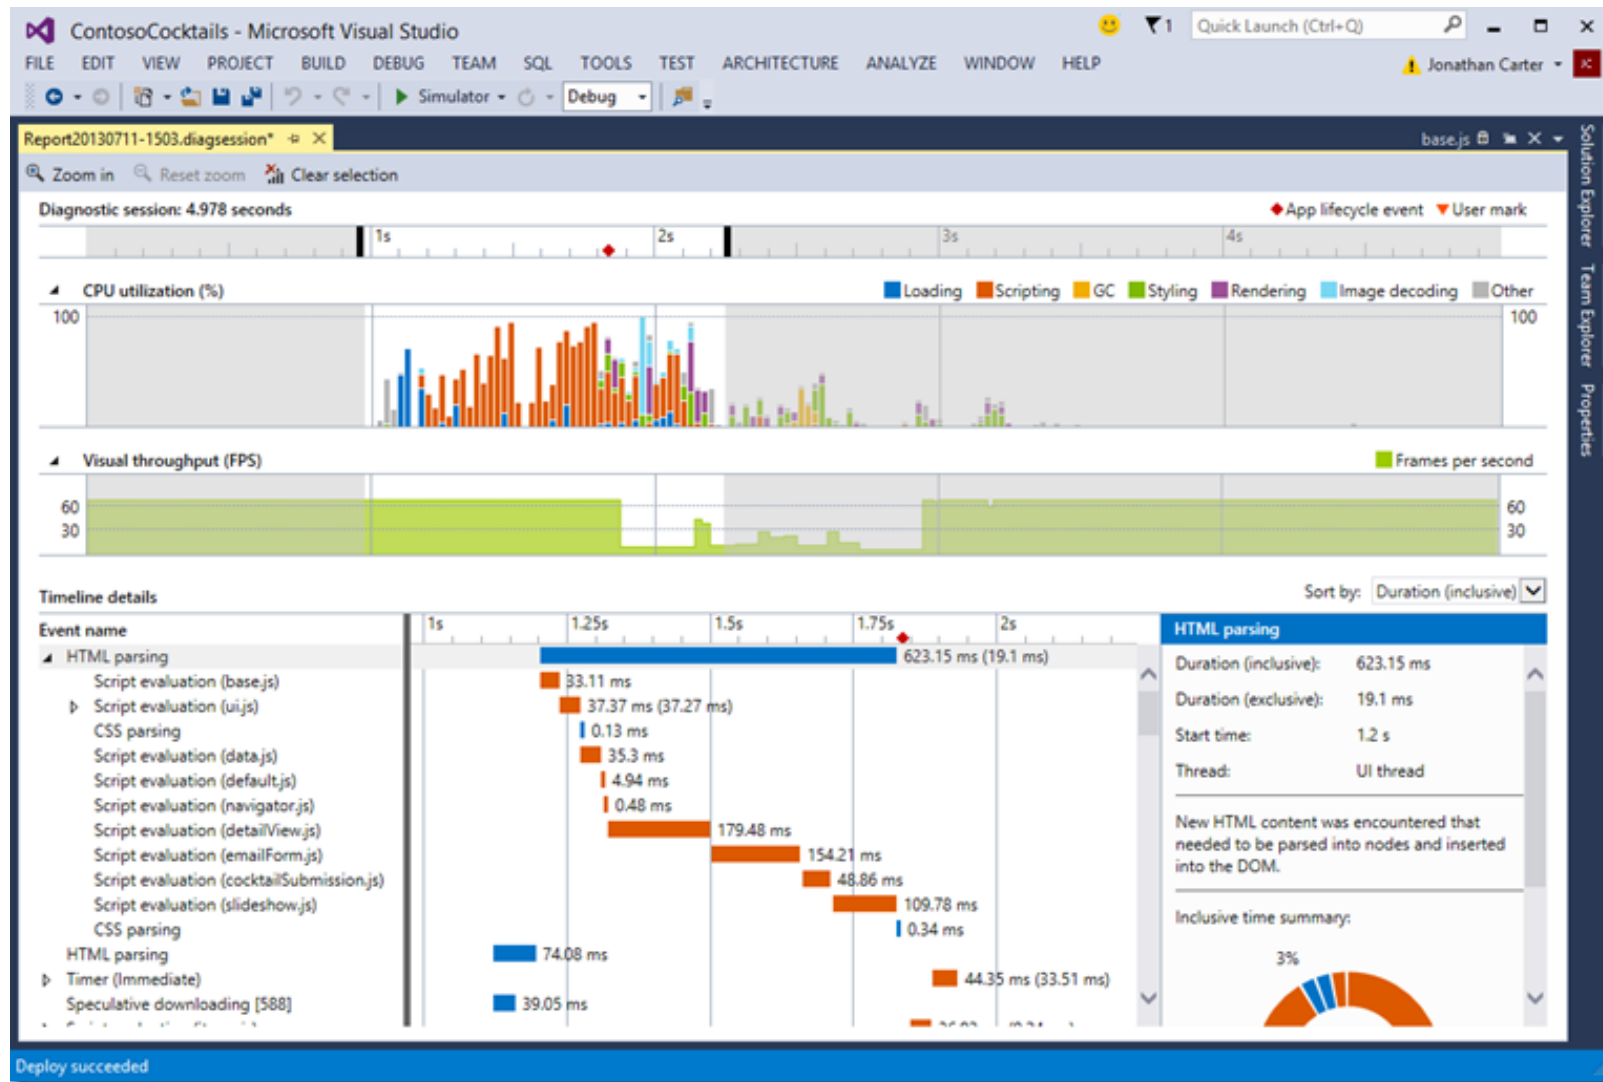 ContosoCocktails - Microsoft Visual Studio
1
Quick Launch (Ctrl+Q)
FILE EDIT VIEW PROJECT BUILD DEBUG TEAM SQL TOOLS TEST ARCHITECTURE ANALYZE WINDOW HELP
Jonathan Carter
Simulator
Debug
Report20130711-1503.diagsession*
base.js
Zoom in Reset zoom Clear selection
Solution Explorer
Team Explorer
Properties
Diagnostic session: 4.978 seconds
App lifecycle event User mark
1s 2s 3s 4s
CPU utilization (%)
Loading Scripting GC Styling Rendering Image decoding Other
100 100
Visual throughput (FPS)
Frames per second
60 60
30 30
Timeline details
Sort by: Duration (inclusive)
Event name
1s 1.25s 1.5s 1.75s 2s
HTML parsing 623.15 ms (19.1 ms)
Script evaluation (base.js) 33.11 ms
Script evaluation (ui.js) 37.37 ms (37.27 ms)
CSS parsing 0.13 ms
Script evaluation (data.js) 35.3 ms
Script evaluation (default.js) 4.94 ms
Script evaluation (navigator.js) 0.48 ms
Script evaluation (detailView.js) 179.48 ms
Script evaluation (emailForm.js) 154.21 ms
Script evaluation (cocktailSubmission.js) 48.86 ms
Script evaluation (slideshow.js) 109.78 ms
CSS parsing 0.34 ms
HTML parsing 74.08 ms
Timer (Immediate) 44.35 ms (33.51 ms)
Speculative downloading [588] 39.05 ms
HTML parsing
Duration (inclusive): 623.15 ms
Duration (exclusive): 19.1 ms
Start time: 1.2 s
Thread: UI thread
New HTML content was encountered that
needed to be parsed into nodes and inserted
into the DOM.
Inclusive time summary:
3%
Deploy succeeded